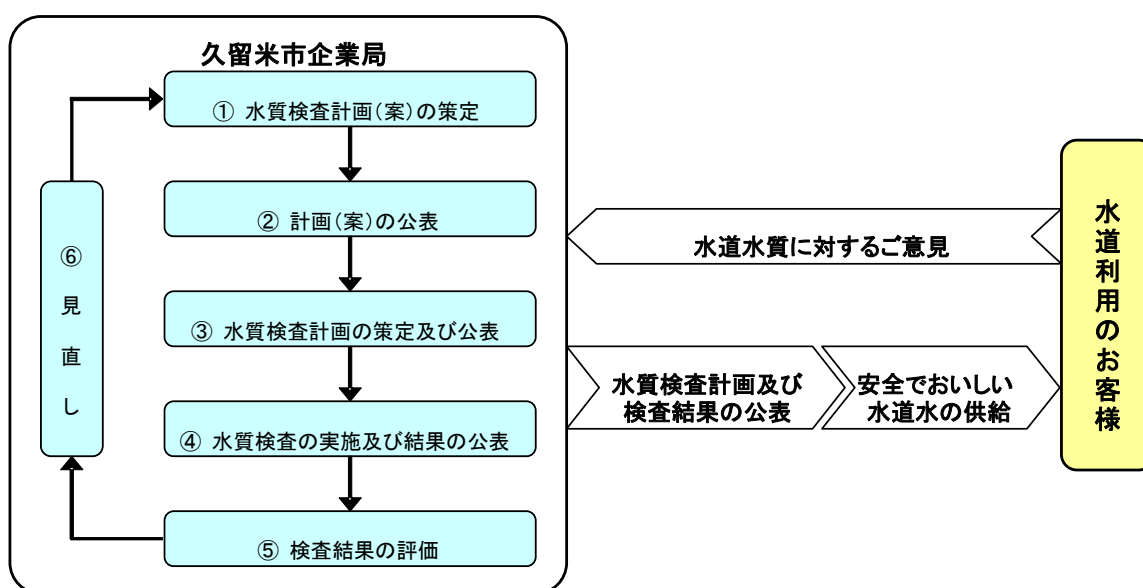 久留米市企業局
① 水質検査計画(案)の策定
② 計画(案)の公表
③ 水質検査計画の策定及び公表
④ 水質検査の実施及び結果の公表
⑤ 検査結果の評価
⑥見直し
水道水質に対するご意見
水質検査計画及び
検査結果の公表
安全でおいしい
水道水の供給
水道利用のお客様